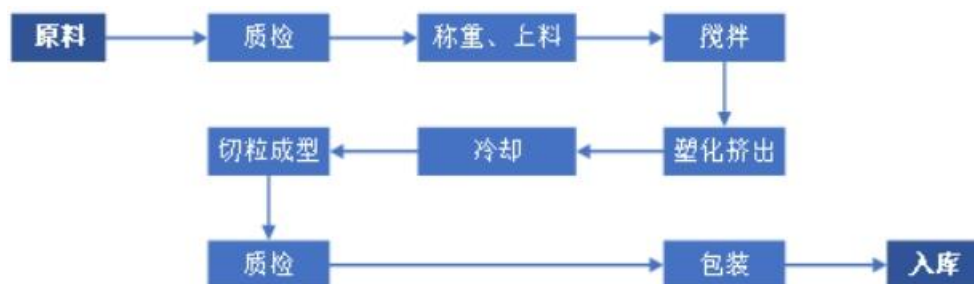 原料
质检
称重、上料
搅拌
塑化挤出
冷却
切粒成型
质检
包装
入库